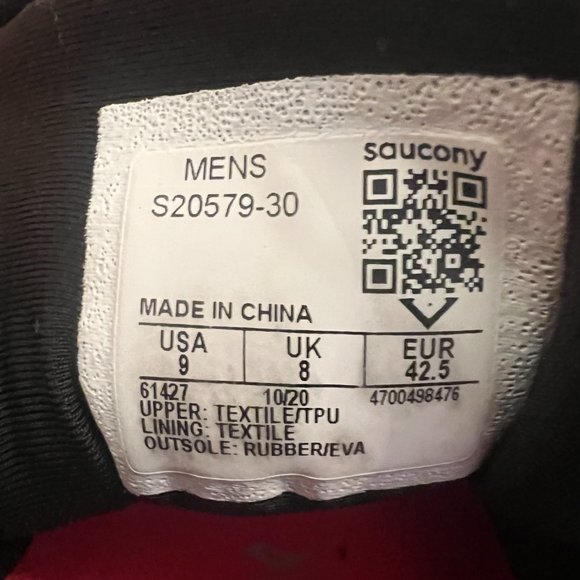 MENS
S20579-30
saucony
MADE IN CHINA
USA UK EUR
9 8 42.5
61427 10/20 4700498476
UPPER: TEXTILE/TPU
LINING: TEXTILE
OUTSOLE: RUBBER/EVA